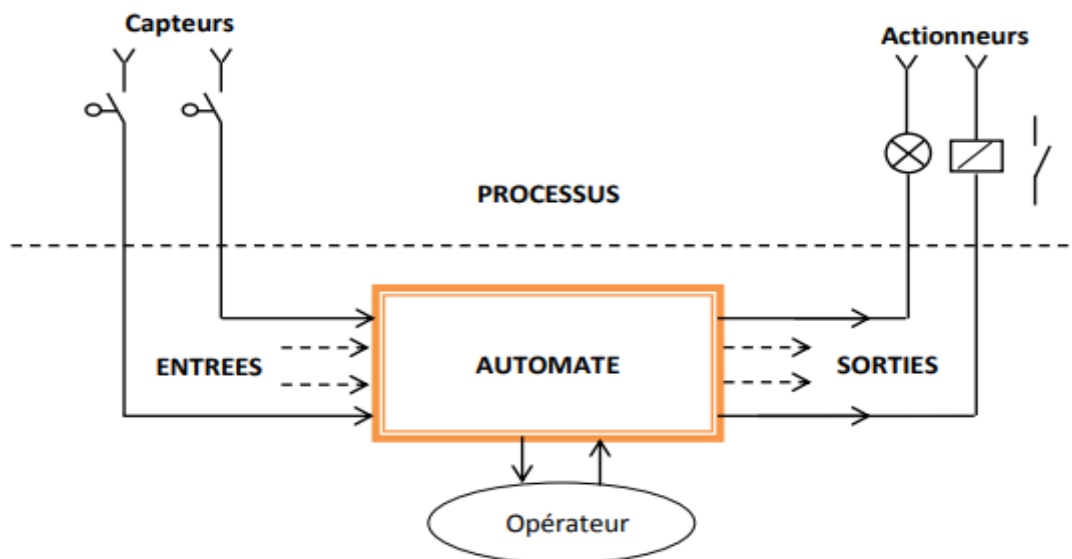 Capteurs
Actionneurs
PROCESSUS
ENTREES
AUTOMATE
SORTIES
Opérateur